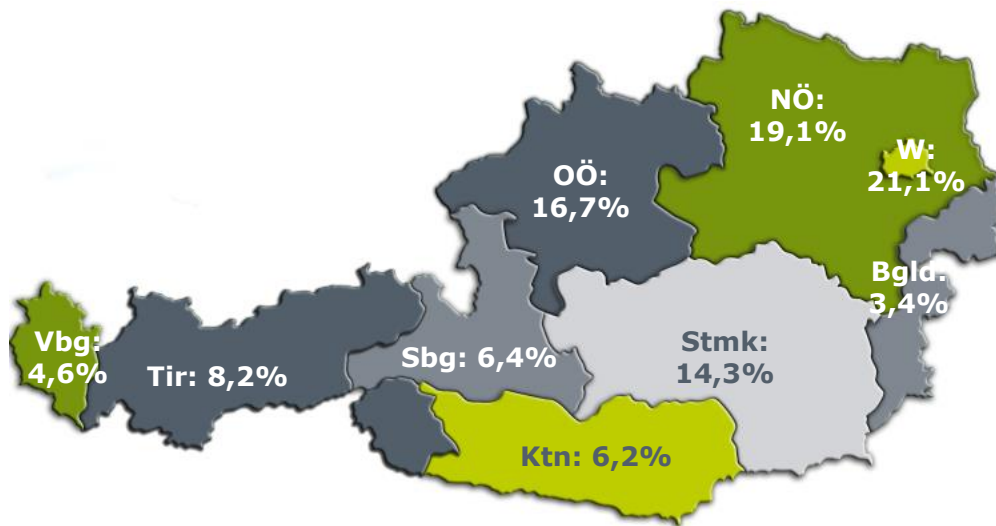 NÖ:
19,1%
W:
21,1%
OÖ:
16,7%
Bgld:
3,4%
Vbg:
4,6%
Tir: 8,2%
Sbg: 6,4%
Stmk:
14,3%
Ktn: 6,2%